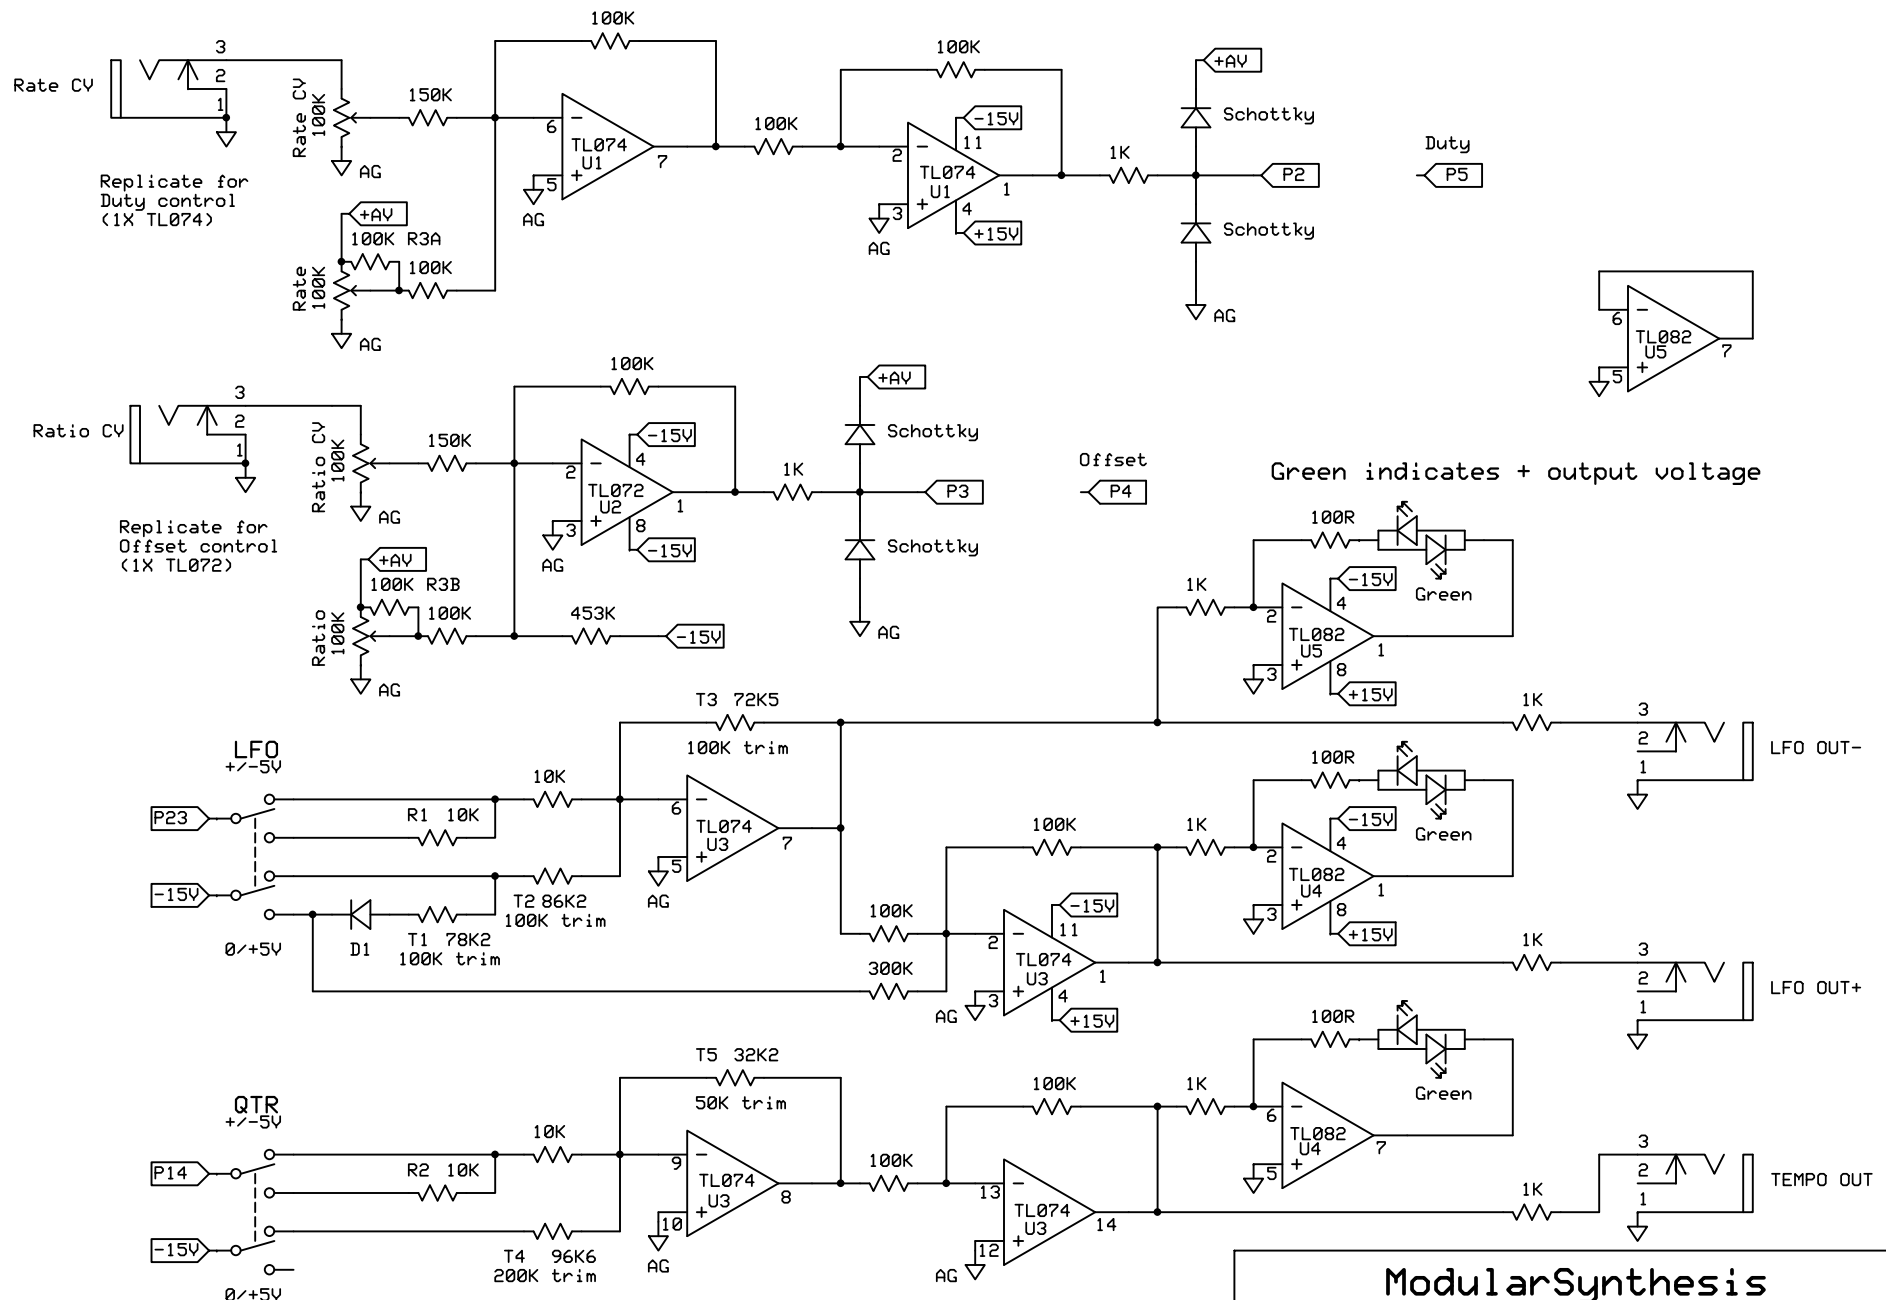 100K
3
2
1
Rate CV
Rate CV
100K
150K
AG
6
5
TL074
U1
7
AG
100K
100K
2
3
TL074
U1
-15V
11
4
+15V
1
AG
1K
+AV
Schottky
P2
Schottky
AG
Duty
P5
Replicate for
Duty control
(1X TL074)
+AV
100K R3A
Rate
100K
100K
AG
6
5
TL082
U5
7
100K
3
2
1
Ratio CV
Ratio CV
100K
150K
AG
2
3
TL072
U2
-15V
4
8
-15V
1
AG
1K
+AV
Schottky
P3
Schottky
AG
Offset
P4
Replicate for
Offset control
(1X TL072)
+AV
100K R3B
Ratio
100K
100K
AG
453K
-15V
Green indicates + output voltage
100R
Green
1K
-15V
4
2
3
TL082
U5
1
8
+15V
T3 72K5
100K trim
1K
3
2
1
LFO OUT-
LFO
+/-5V
P23
R1 10K
10K
-15V
T2 86K2
100K trim
D1
T1 78K2
100K trim
0/+5V
6
5
TL074
U3
7
AG
100K
100K
300K
2
3
TL074
U3
-15V
11
4
+15V
1
AG
1K
100R
Green
-15V
4
2
3
TL082
U4
1
8
+15V
1K
3
2
1
LFO OUT+
QTR
+/-5V
P14
R2 10K
10K
-15V
T4 96K6
200K trim
0/+5V
T5 32K2
50K trim
9
10
TL074
U3
8
AG
100K
100K
13
12
TL074
U3
14
AG
1K
100R
Green
6
5
TL082
U4
7
1K
3
2
1
TEMPO OUT
ModularSynthesis